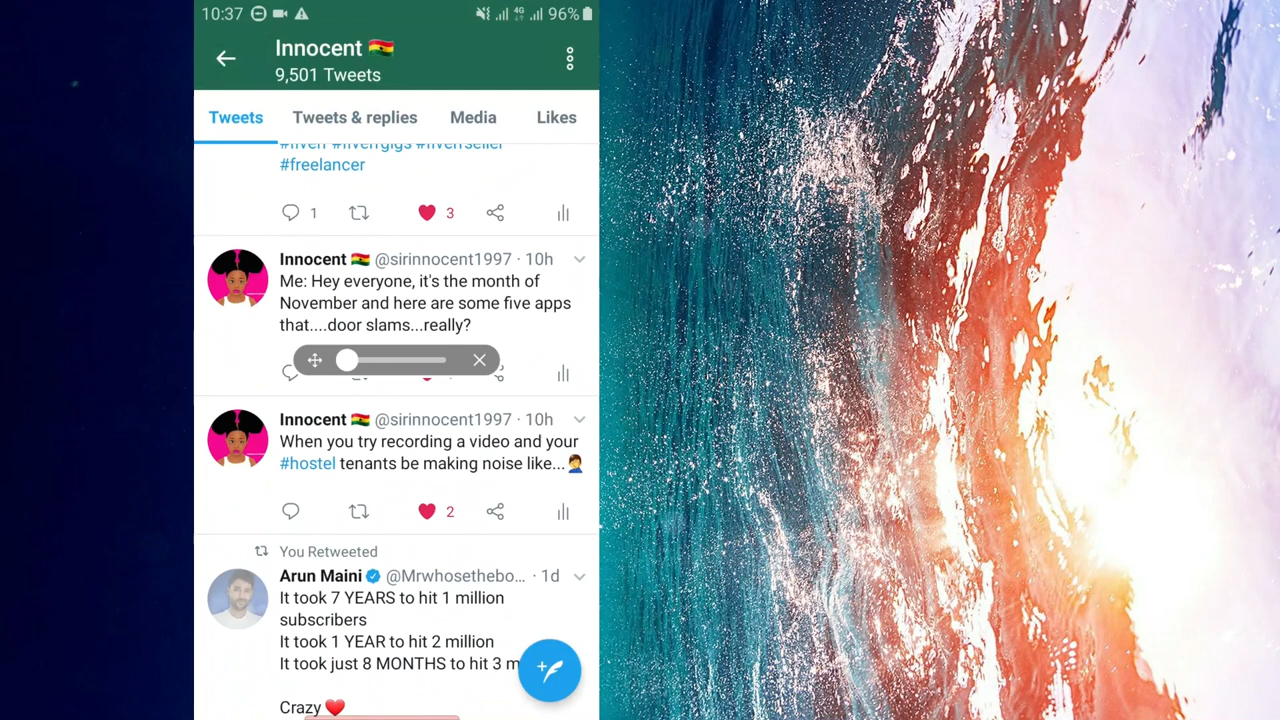 10:37
4G
96%
Innocent 🇬🇭
9,501 Tweets
Tweets
Tweets & replies
Media
Likes
#fiverr #fiverrgigs #fiverrseller
#freelancer
1
3
Innocent 🇬🇭 @sirinnocent1997 · 10h
Me: Hey everyone, it's the month of
November and here are some five apps
that....door slams...really?
Innocent 🇬🇭 @sirinnocent1997 · 10h
When you try recording a video and your
#hostel tenants be making noise like...🤦‍♂️
2
You Retweeted
Arun Maini @Mrwhosethebo... · 1d
It took 7 YEARS to hit 1 million
subscribers
It took 1 YEAR to hit 2 million
It took just 8 MONTHS to hit 3 m
Crazy ❤️